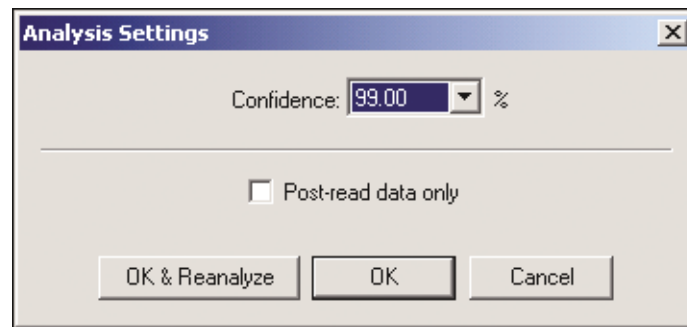 Analysis Settings
Confidence: 99.00 %
Post-read data only
OK & Reanalyze OK Cancel